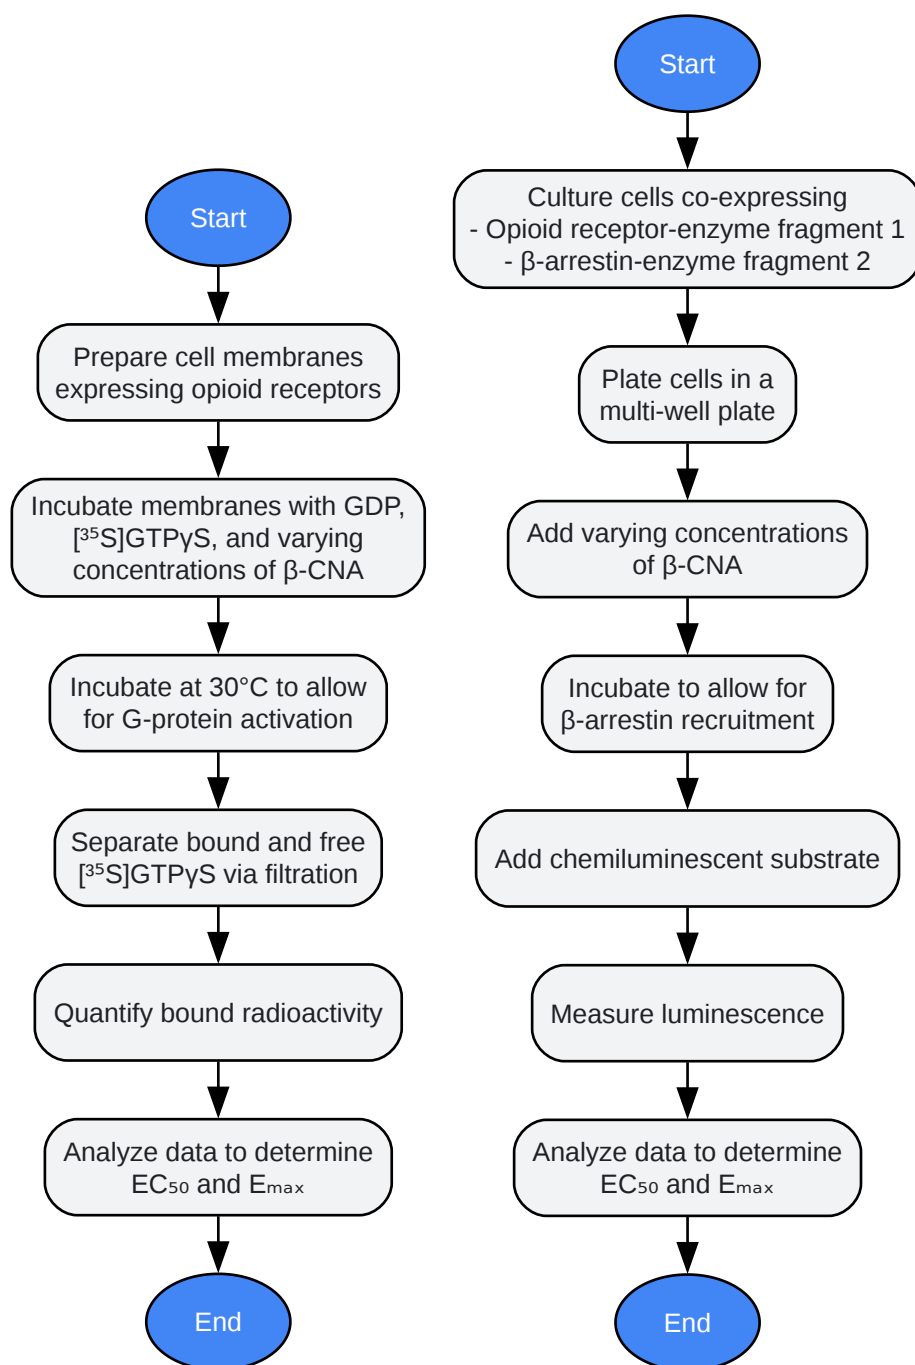 Start
Prepare cell membranes
expressing opioid receptors
Incubate membranes with GDP,
[³⁵S]GTPγS, and varying
concentrations of β-CNA
Incubate at 30°C to allow
for G-protein activation
Separate bound and free
[³⁵S]GTPγS via filtration
Quantify bound radioactivity
Analyze data to determine
EC₅₀ and Eₘₐₓ
End
Start
Culture cells co-expressing
- Opioid receptor-enzyme fragment 1
- β-arrestin-enzyme fragment 2
Plate cells in a
multi-well plate
Add varying concentrations
of β-CNA
Incubate to allow for
β-arrestin recruitment
Add chemiluminescent substrate
Measure luminescence
Analyze data to determine
EC₅₀ and Eₘₐₓ
End